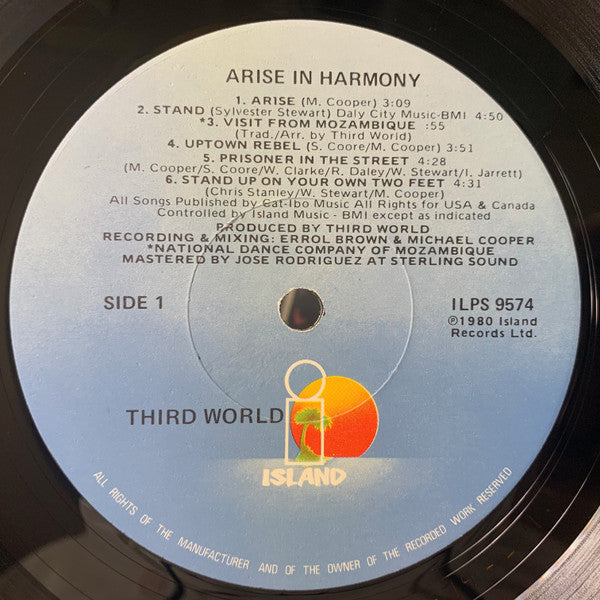 ARISE IN HARMONY
1. ARISE (M. Cooper) 3:09
2. STAND (Sylvester Stewart) Daly City Music-BMI 4:50
*3. VISIT FROM MOZAMBIQUE :55
(Trad./Arr. by Third World)
4. UPTOWN REBEL (S. Coore/M. Cooper) 3:51
5. PRISONER IN THE STREET 4:28
(M. Cooper/S. Coore/W. Clarke/R. Daley/W. Stewart/I. Jarrett)
6. STAND UP ON YOUR OWN TWO FEET 4:31
(Chris Stanley/W. Stewart/M. Cooper)
All Songs Published by Cat-Ibo Music All Rights for USA & Canada
Controlled by Island Music - BMI except as indicated
PRODUCED BY THIRD WORLD
RECORDING & MIXING: ERROL BROWN & MICHAEL COOPER
*NATIONAL DANCE COMPANY OF MOZAMBIQUE
MASTERED BY JOSE RODRIGUEZ AT STERLING SOUND
SIDE 1
ILPS 9574
℗1980 Island
Records Ltd.
THIRD WORLD
i
ISLAND
ALL RIGHTS OF THE MANUFACTURER AND OF THE OWNER OF THE RECORDED WORK RESERVED